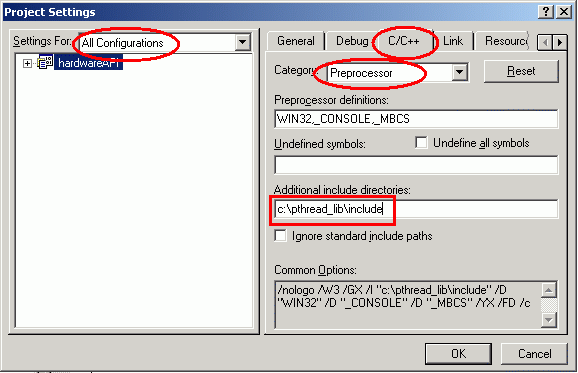 Project Settings
Settings For: All Configurations
hardwareAPI
General Debug C/C++ Link Resourc
Category: Preprocessor Reset
Preprocessor definitions:
WIN32,_CONSOLE,_MBCS
Undefined symbols: Undefine all symbols
Additional include directories:
c:\pthread_lib\include
Ignore standard include paths
Common Options:
/nologo /W3 /GX /I "c:\pthread_lib\include" /D
"WIN32" /D "_CONSOLE" /D "_MBCS" /YX /FD /c
OK Cancel